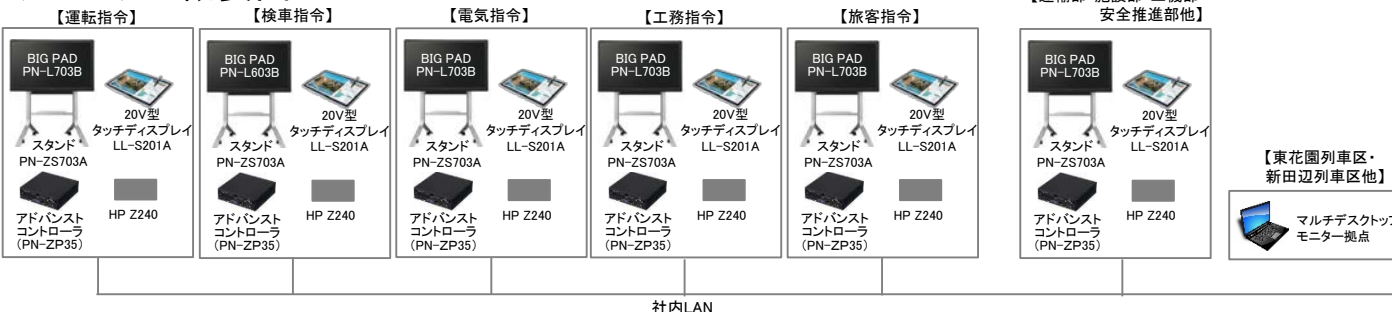 【運転指令】
BIG PAD
PN-L703B
20V型
タッチディスプレイ
LL-S201A
スタンド
PN-ZS703A
アドバンスト
コントローラ
(PN-ZP35)
HP Z240
【検車指令】
BIG PAD
PN-L603B
20V型
タッチディスプレイ
LL-S201A
スタンド
PN-ZS703A
アドバンスト
コントローラ
(PN-ZP35)
HP Z240
【電気指令】
BIG PAD
PN-L703B
20V型
タッチディスプレイ
LL-S201A
スタンド
PN-ZS703A
アドバンスト
コントローラ
(PN-ZP35)
HP Z240
【工務指令】
BIG PAD
PN-L703B
20V型
タッチディスプレイ
LL-S201A
スタンド
PN-ZS703A
アドバンスト
コントローラ
(PN-ZP35)
HP Z240
【旅客指令】
BIG PAD
PN-L703B
20V型
タッチディスプレイ
LL-S201A
スタンド
PN-ZS703A
アドバンスト
コントローラ
(PN-ZP35)
HP Z240
安全推進部他】
BIG PAD
PN-L703B
20V型
タッチディスプレイ
LL-S201A
スタンド
PN-ZS703A
アドバンスト
コントローラ
(PN-ZP35)
HP Z240
【東花園列車区・
新田辺列車区他】
マルチデスクトップ
モニター拠点
社内LAN